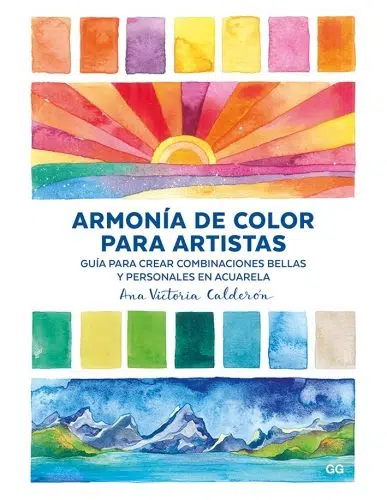 ARMONÍA DE COLOR
PARA ARTISTAS
GUÍA PARA CREAR COMBINACIONES BELLAS
Y PERSONALES EN ACUARELA
Ana Victoria Calderón
GG